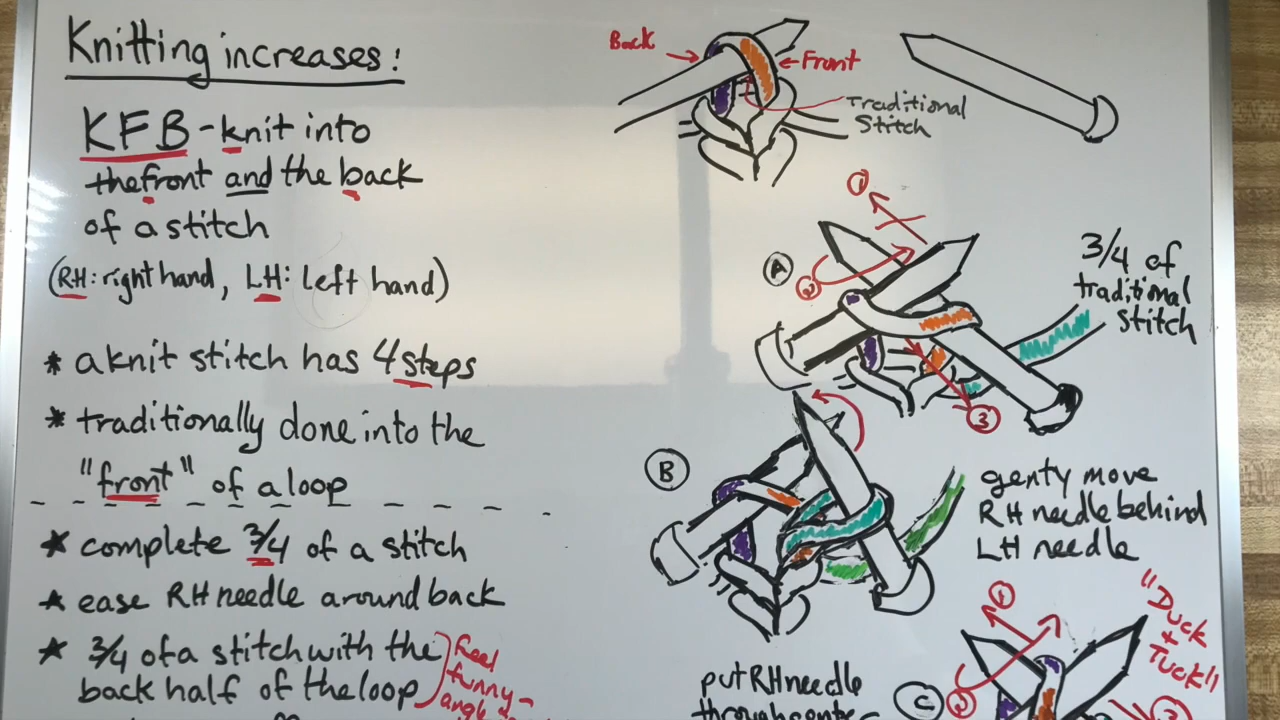 Knitting increases:
KFB - knit into
the front and the back
of a stitch
(RH: right hand, LH: left hand)
* a knit stitch has 4 steps
* traditionally done into the
"front" of a loop
* complete 3/4 of a stitch
* ease RH needle around back
* 3/4 of a stitch with the
back half of the loop
feel
funny -
angle
Back
Front
Traditional
Stitch
1
A
2
3
3/4 of
traditional
stitch
B
genty move
RH needle behind
LH needle
put RH needle
through
C
1
2
3
"Duck
+
Tuck"